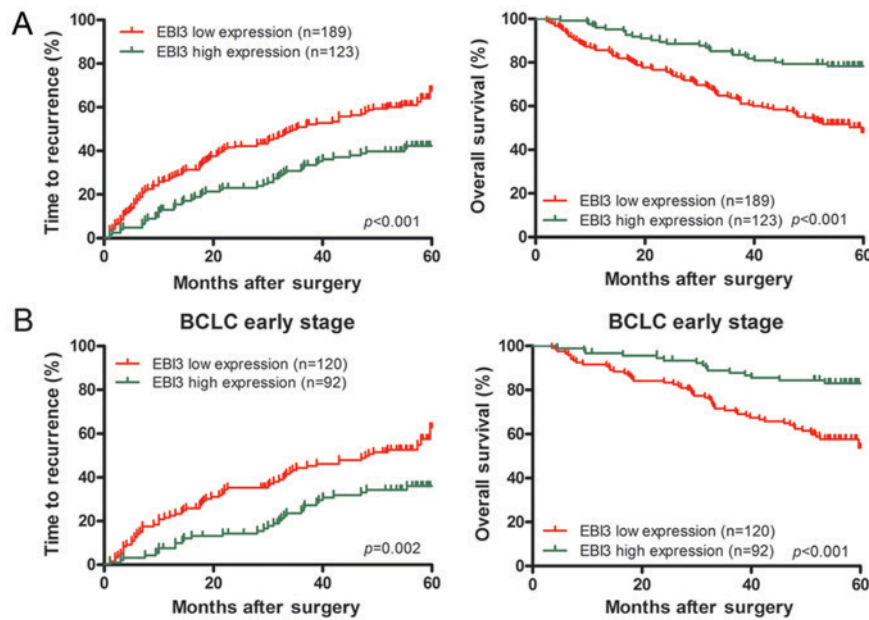 A
Time to recurrence (%)
100
80
60
40
20
0
EBI3 low expression (n=189)
EBI3 high expression (n=123)
p<0.001
0 20 40 60
Months after surgery
Overall survival (%)
100
80
60
40
20
0
EBI3 low expression (n=189)
EBI3 high expression (n=123) p<0.001
0 20 40 60
Months after surgery
B
BCLC early stage
Time to recurrence (%)
100
80
60
40
20
0
EBI3 low expression (n=120)
EBI3 high expression (n=92)
p=0.002
0 20 40 60
Months after surgery
BCLC early stage
Overall survival (%)
100
80
60
40
20
0
EBI3 low expression (n=120)
EBI3 high expression (n=92) p<0.001
0 20 40 60
Months after surgery